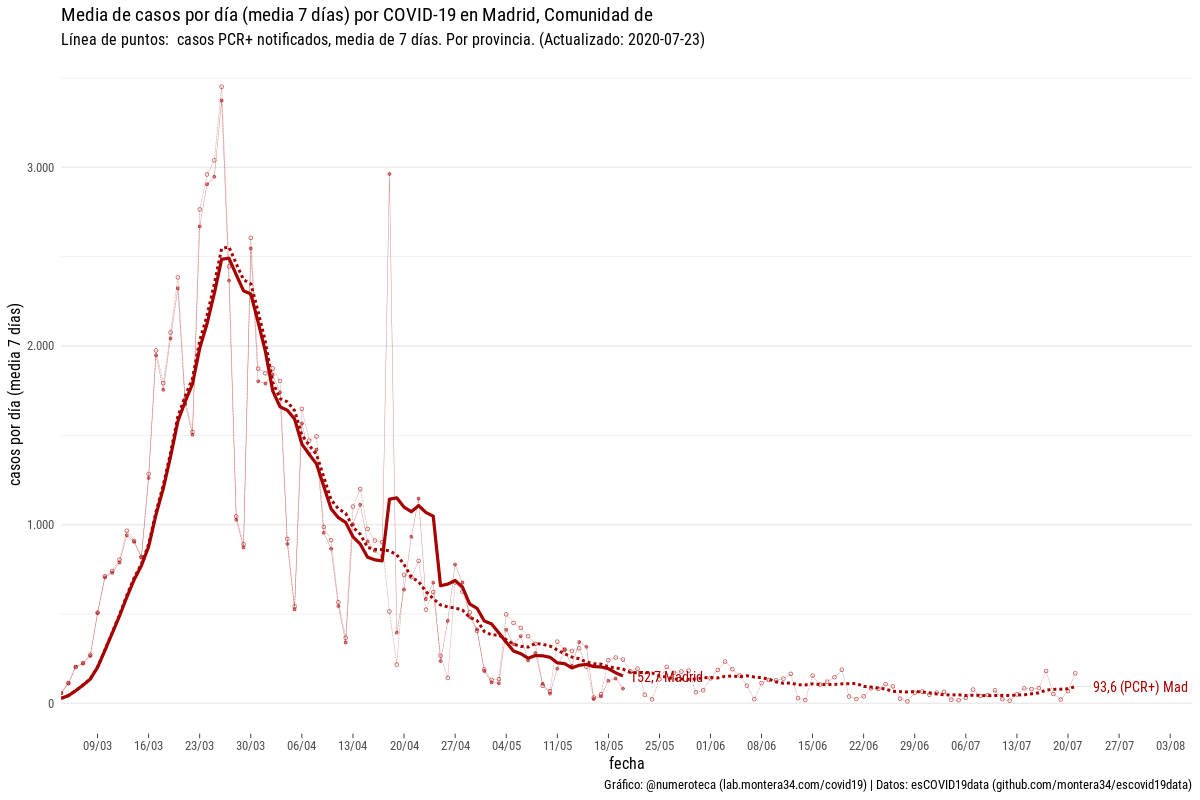 Media de casos por día (media 7 días) por COVID-19 en Madrid, Comunidad de
Línea de puntos:  casos PCR+ notificados, media de 7 días. Por provincia. (Actualizado: 2020-07-23)
casos por día (media 7 días)
3.000
2.000
1.000
0
152,7 Madrid
93,6 (PCR+) Mad
09/03 16/03 23/03 30/03 06/04 13/04 20/04 27/04 04/05 11/05 18/05 25/05 01/06 08/06 15/06 22/06 29/06 06/07 13/07 20/07 27/07 03/08
fecha
Gráfico: @numeroteca (lab.montera34.com/covid19) | Datos: esCOVID19data (github.com/montera34/escovid19data)